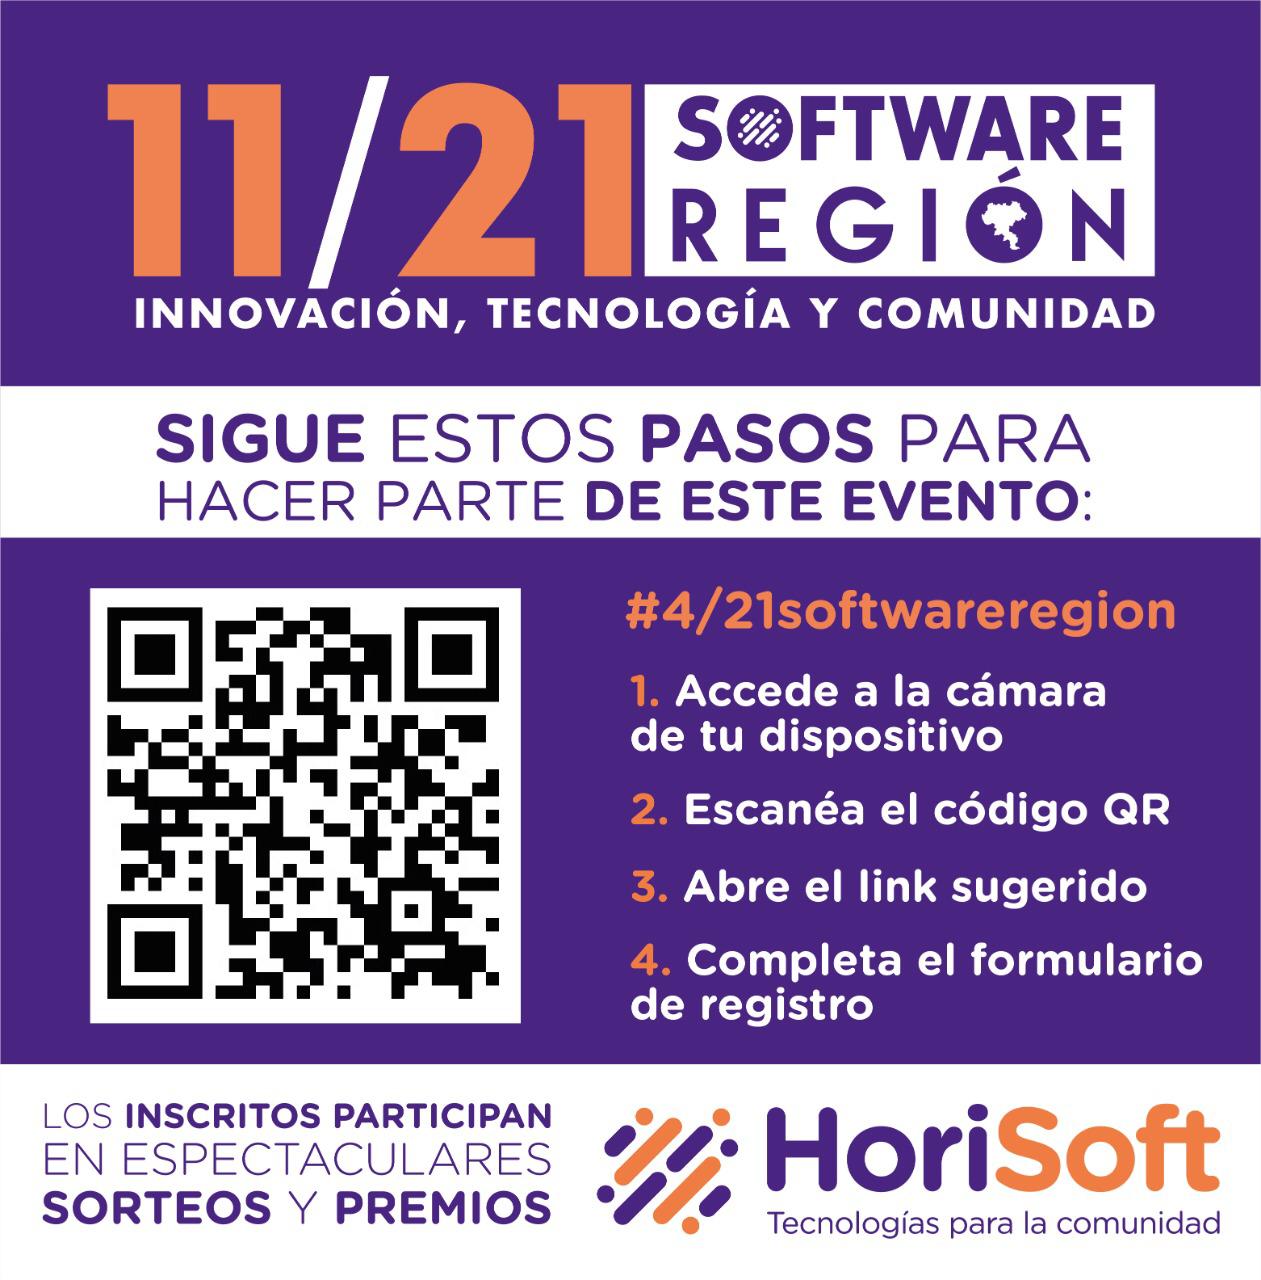 11/21 SOFTWARE
REGIÓN
INNOVACIÓN, TECNOLOGÍA Y COMUNIDAD
SIGUE ESTOS PASOS PARA
HACER PARTE DE ESTE EVENTO:
#4/21softwareregion
1. Accede a la cámara
de tu dispositivo
2. Escanéa el código QR
3. Abre el link sugerido
4. Completa el formulario
de registro
LOS INSCRITOS PARTICIPAN
EN ESPECTACULARES
SORTEOS Y PREMIOS
HoriSoft
Tecnologías para la comunidad